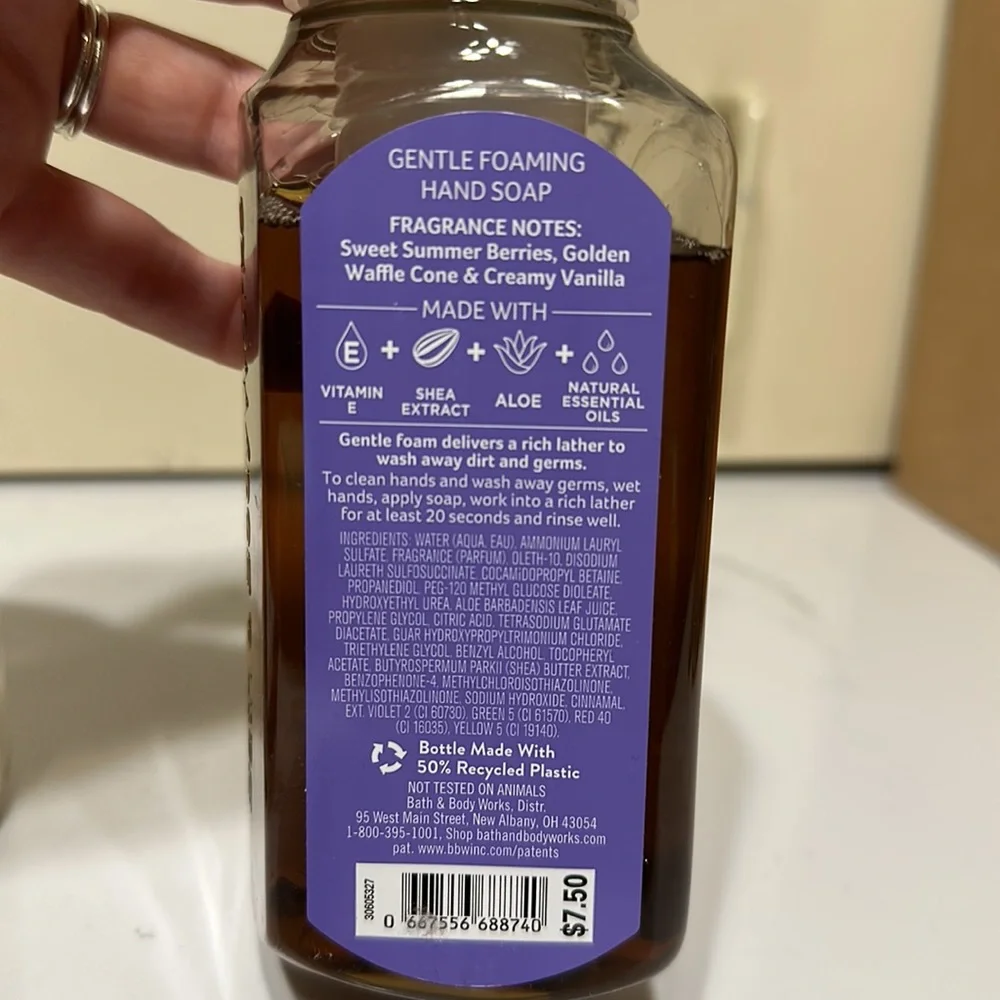 GENTLE FOAMING
HAND SOAP
FRAGRANCE NOTES:
Sweet Summer Berries, Golden
Waffle Cone & Creamy Vanilla
MADE WITH
E + + +
VITAMIN E
SHEA EXTRACT
ALOE
NATURAL ESSENTIAL OILS
Gentle foam delivers a rich lather to
wash away dirt and germs.
To clean hands and wash away germs, wet
hands, apply soap, work into a rich lather
for at least 20 seconds and rinse well.
INGREDIENTS: WATER (AQUA, EAU), AMMONIUM LAURYL
SULFATE, FRAGRANCE (PARFUM), OLETH-10, DISODIUM
LAURETH SULFOSUCCINATE, COCAMIDOPROPYL BETAINE,
PROPANEDIOL, PEG-120 METHYL GLUCOSE DIOLEATE,
HYDROXYETHYL UREA, ALOE BARBADENSIS LEAF JUICE,
PROPYLENE GLYCOL, CITRIC ACID, TETRASODIUM GLUTAMATE
DIACETATE, GUAR HYDROXYPROPYLTRIMONIUM CHLORIDE,
TRIETHYLENE GLYCOL, BENZYL ALCOHOL, TOCOPHERYL
ACETATE, BUTYROSPERMUM PARKII (SHEA) BUTTER EXTRACT,
BENZOPHENONE-4, METHYLCHLOROISOTHIAZOLINONE,
METHYLISOTHIAZOLINONE, SODIUM HYDROXIDE, CINNAMAL,
EXT. VIOLET 2 (CI 60730), GREEN 5 (CI 61570), RED 40
(CI 16035), YELLOW 5 (CI 19140).
Bottle Made With
50% Recycled Plastic
NOT TESTED ON ANIMALS
Bath & Body Works, Distr.
95 West Main Street, New Albany, OH 43054
1-800-395-1001, Shop bathandbodyworks.com
pat. www.bbwinc.com/patents
30605327
0 667556 688740
$7.50